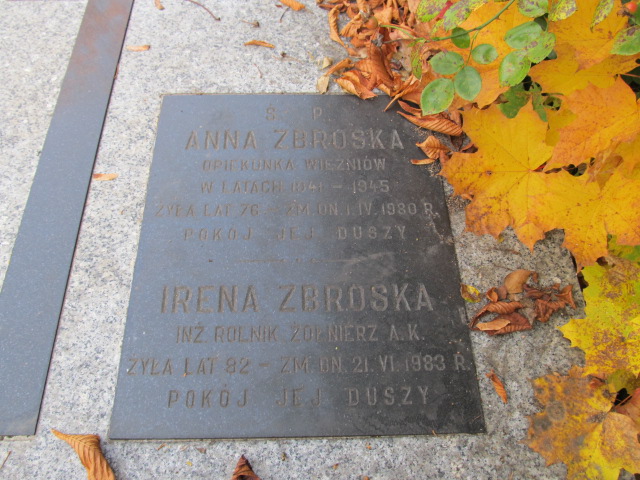 Ś. P.
ANNA ZBROSKA
OPIEKUNKA WIĘŹNIÓW
W LATACH 1941 - 1945
ŻYŁA LAT 76 - ZM. DN. 1. IV. 1980 R.
POKÓJ JEJ DUSZY
IRENA ZBROSKA
INŻ ROLNIK ŻOŁNIERZ A.K.
ŻYŁA LAT 82 - ZM. DN. 21. VI. 1983 R.
POKÓJ JEJ DUSZY